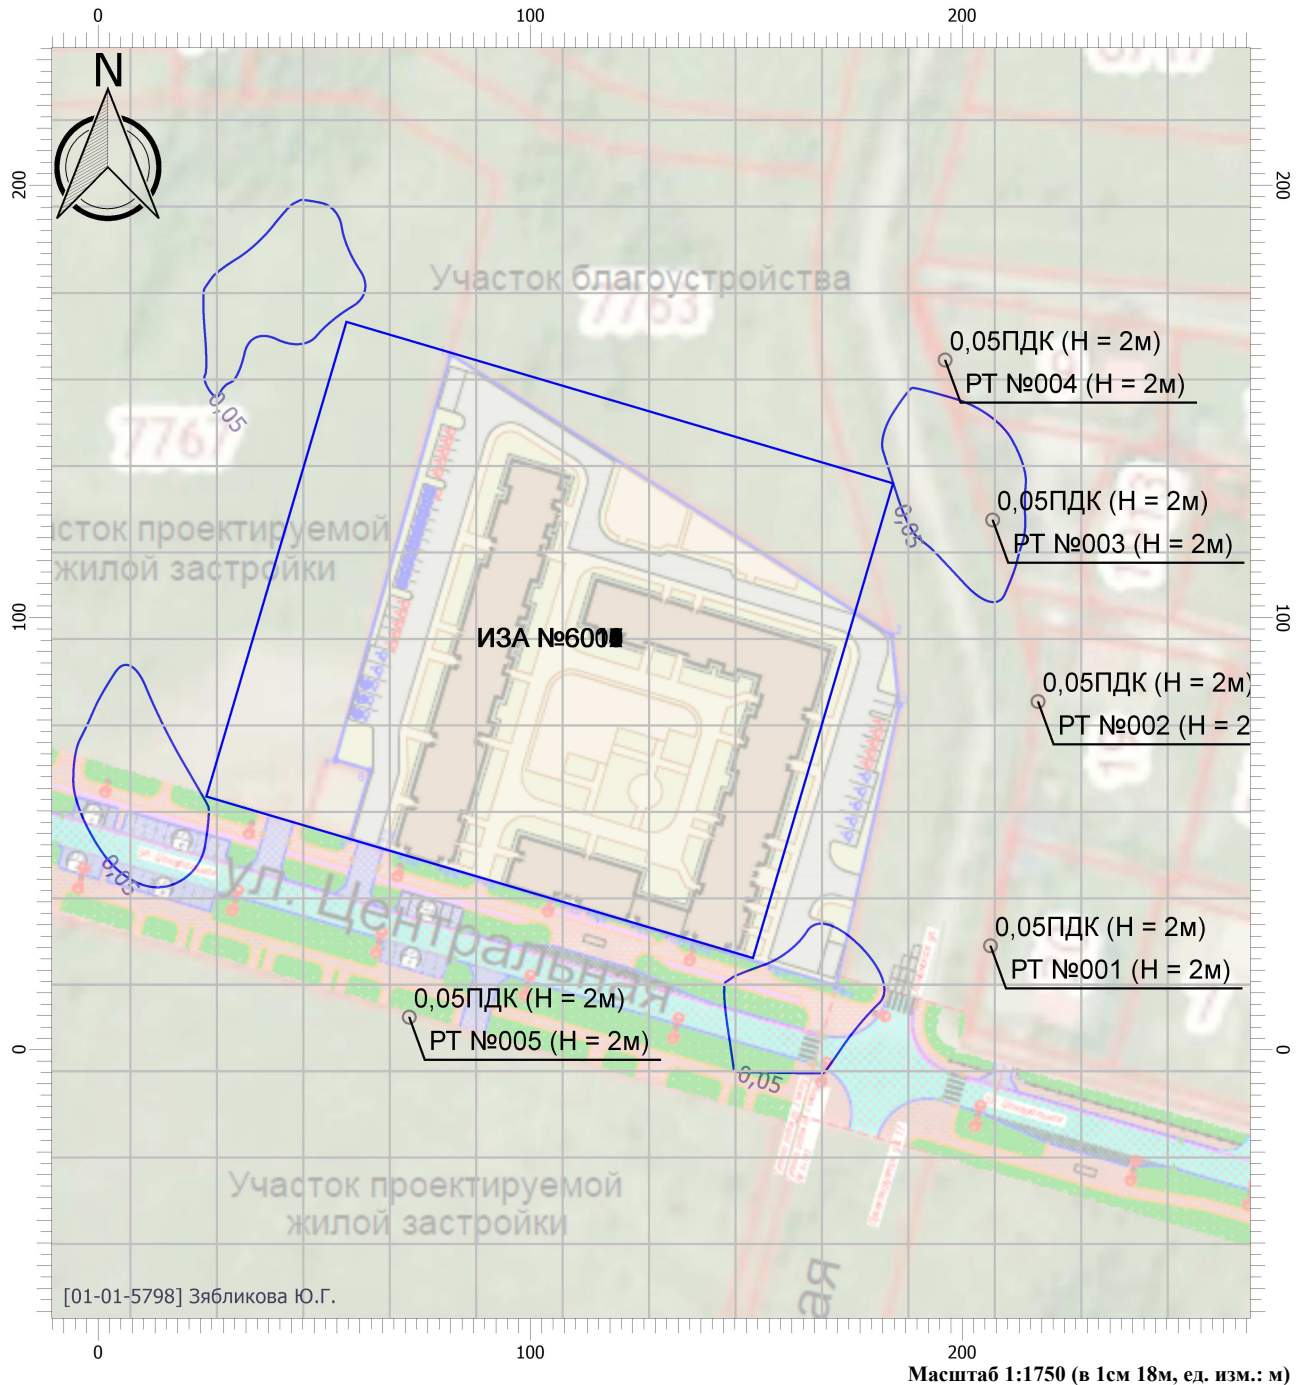 0 100 200
N
200 200
Участок благоустройства
7763
0,05ПДК (Н = 2м)
РТ №004 (Н = 2м)
0,05
7767
0,05ПДК (Н = 2м)
РТ №003 (Н = 2м)
0,05
сток проектируемой
жилой застройки
100 100
0,05ПДК (Н = 2м)
РТ №002 (Н = 2
0,05
ул. Центральная
0,05ПДК (Н = 2м)
РТ №001 (Н = 2м)
0,05ПДК (Н = 2м)
РТ №005 (Н = 2м)
0 0
0,05
Участок проектируемой
жилой застройки
ая
[01-01-5798] Зябликова Ю.Г.
0 100 200
Масштаб 1:1750 (в 1см 18м, ед. изм.: м)